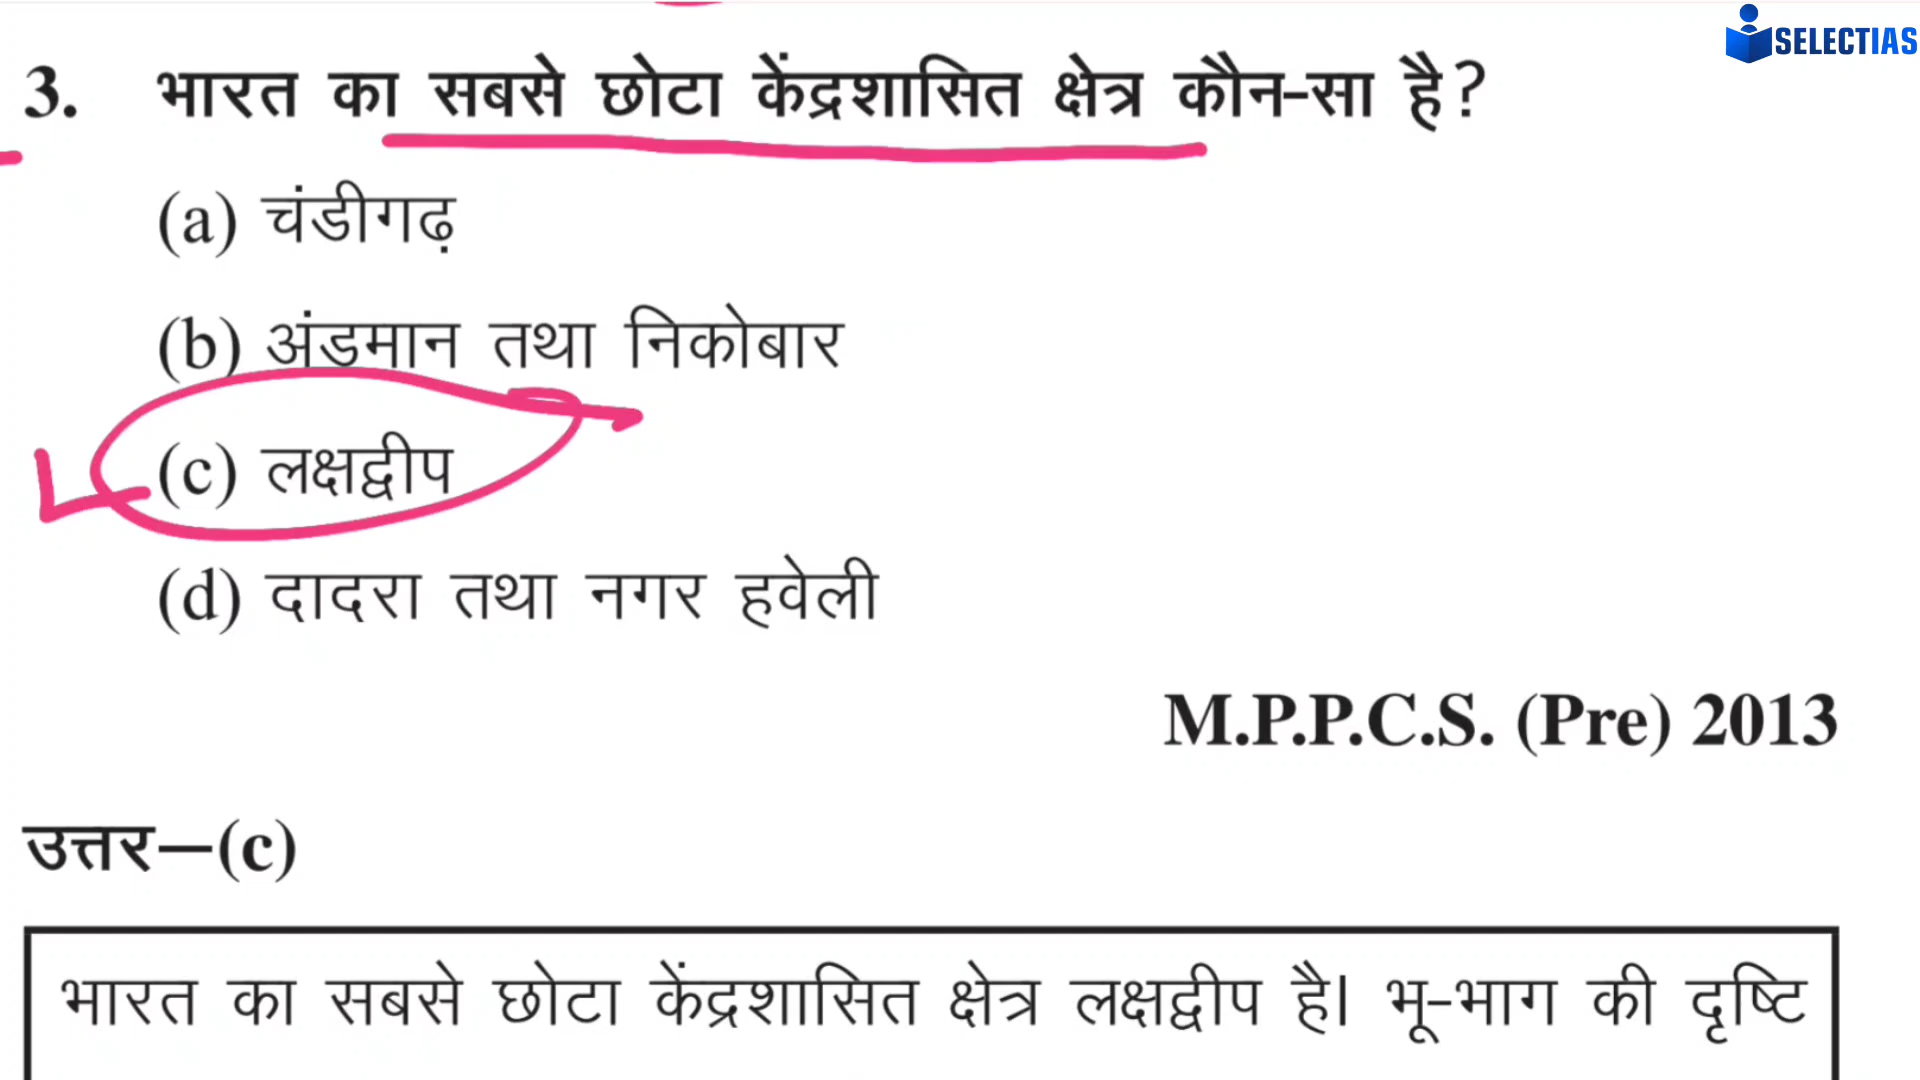 SELECTIAS
3. भारत का सबसे छोटा केंद्रशासित क्षेत्र कौन-सा है?
(a) चंडीगढ़
(b) अंडमान तथा निकोबार
(c) लक्षद्वीप
(d) दादरा तथा नगर हवेली
M.P.P.C.S. (Pre) 2013
उत्तर—(c)
भारत का सबसे छोटा केंद्रशासित क्षेत्र लक्षद्वीप है। भू-भाग की दृष्टि